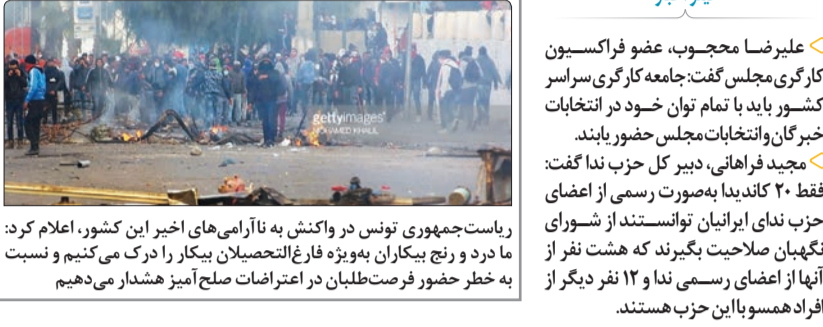 > علیرضا محجوب، عضو فراکسیون
کارگری مجلس گفت: جامعه کارگری سراسر
کشور باید با تمام توان خود در انتخابات
خبرگان و انتخابات مجلس حضور یابند.
> مجید فراهانی، دبیر کل حزب ندا گفت:
فقط ۲۰ کاندیدا به‌صورت رسمی از اعضای
حزب ندای ایرانیان توانستند از شورای
نگهبان صلاحیت بگیرند که هشت نفر از
آنها از اعضای رسمی ندا و ۱۲ نفر دیگر از
افراد همسو با این حزب هستند.
gettyimages
MOHAMED KHALIL
ریاست‌جمهوری تونس در واکنش به ناآرامی‌های اخیر این کشور، اعلام کرد:
ما درد و رنج بیکاران به‌ویژه فارغ‌التحصیلان بیکار را درک می‌کنیم و نسبت
به خطر حضور فرصت‌طلبان در اعتراضات صلح‌آمیز هشدار می‌دهیم